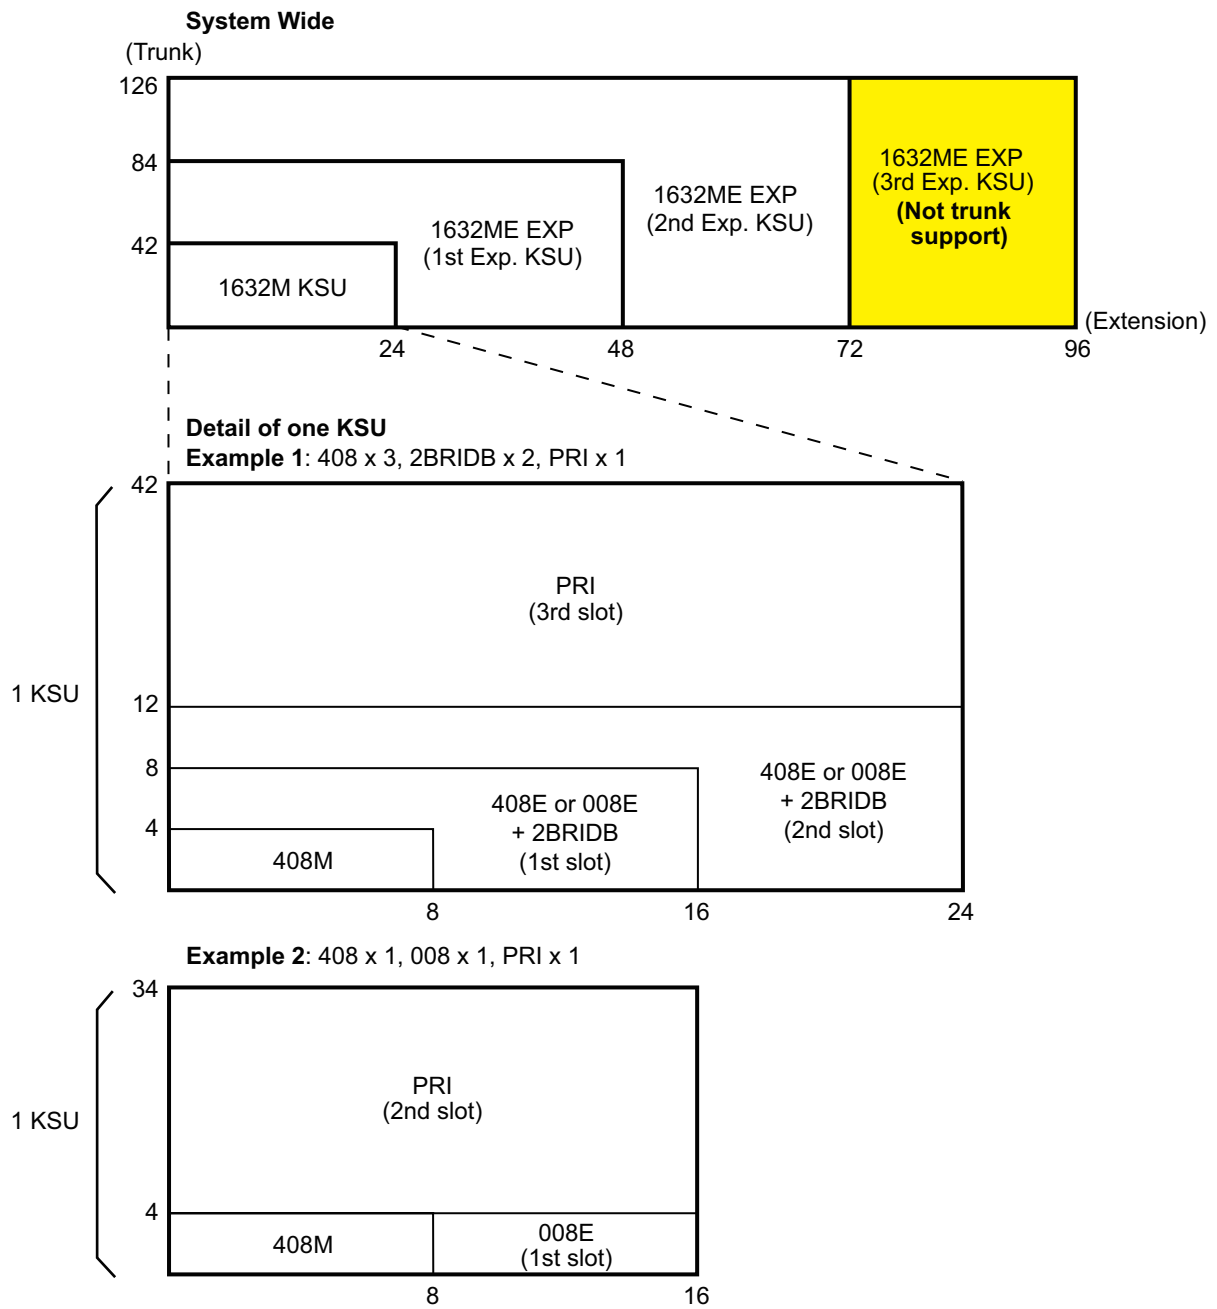 System Wide
(Trunk)
126
84
42
1632M KSU
1632ME EXP
(1st Exp. KSU)
1632ME EXP
(2nd Exp. KSU)
1632ME EXP
(3rd Exp. KSU)
(Not trunk
support)
(Extension)
24
48
72
96
Detail of one KSU
Example 1: 408 x 3, 2BRIDB x 2, PRI x 1
42
PRI
(3rd slot)
1 KSU
12
8
4
408M
408E or 008E
+ 2BRIDB
(1st slot)
408E or 008E
+ 2BRIDB
(2nd slot)
8
16
24
Example 2: 408 x 1, 008 x 1, PRI x 1
34
PRI
(2nd slot)
1 KSU
4
408M
008E
(1st slot)
8
16